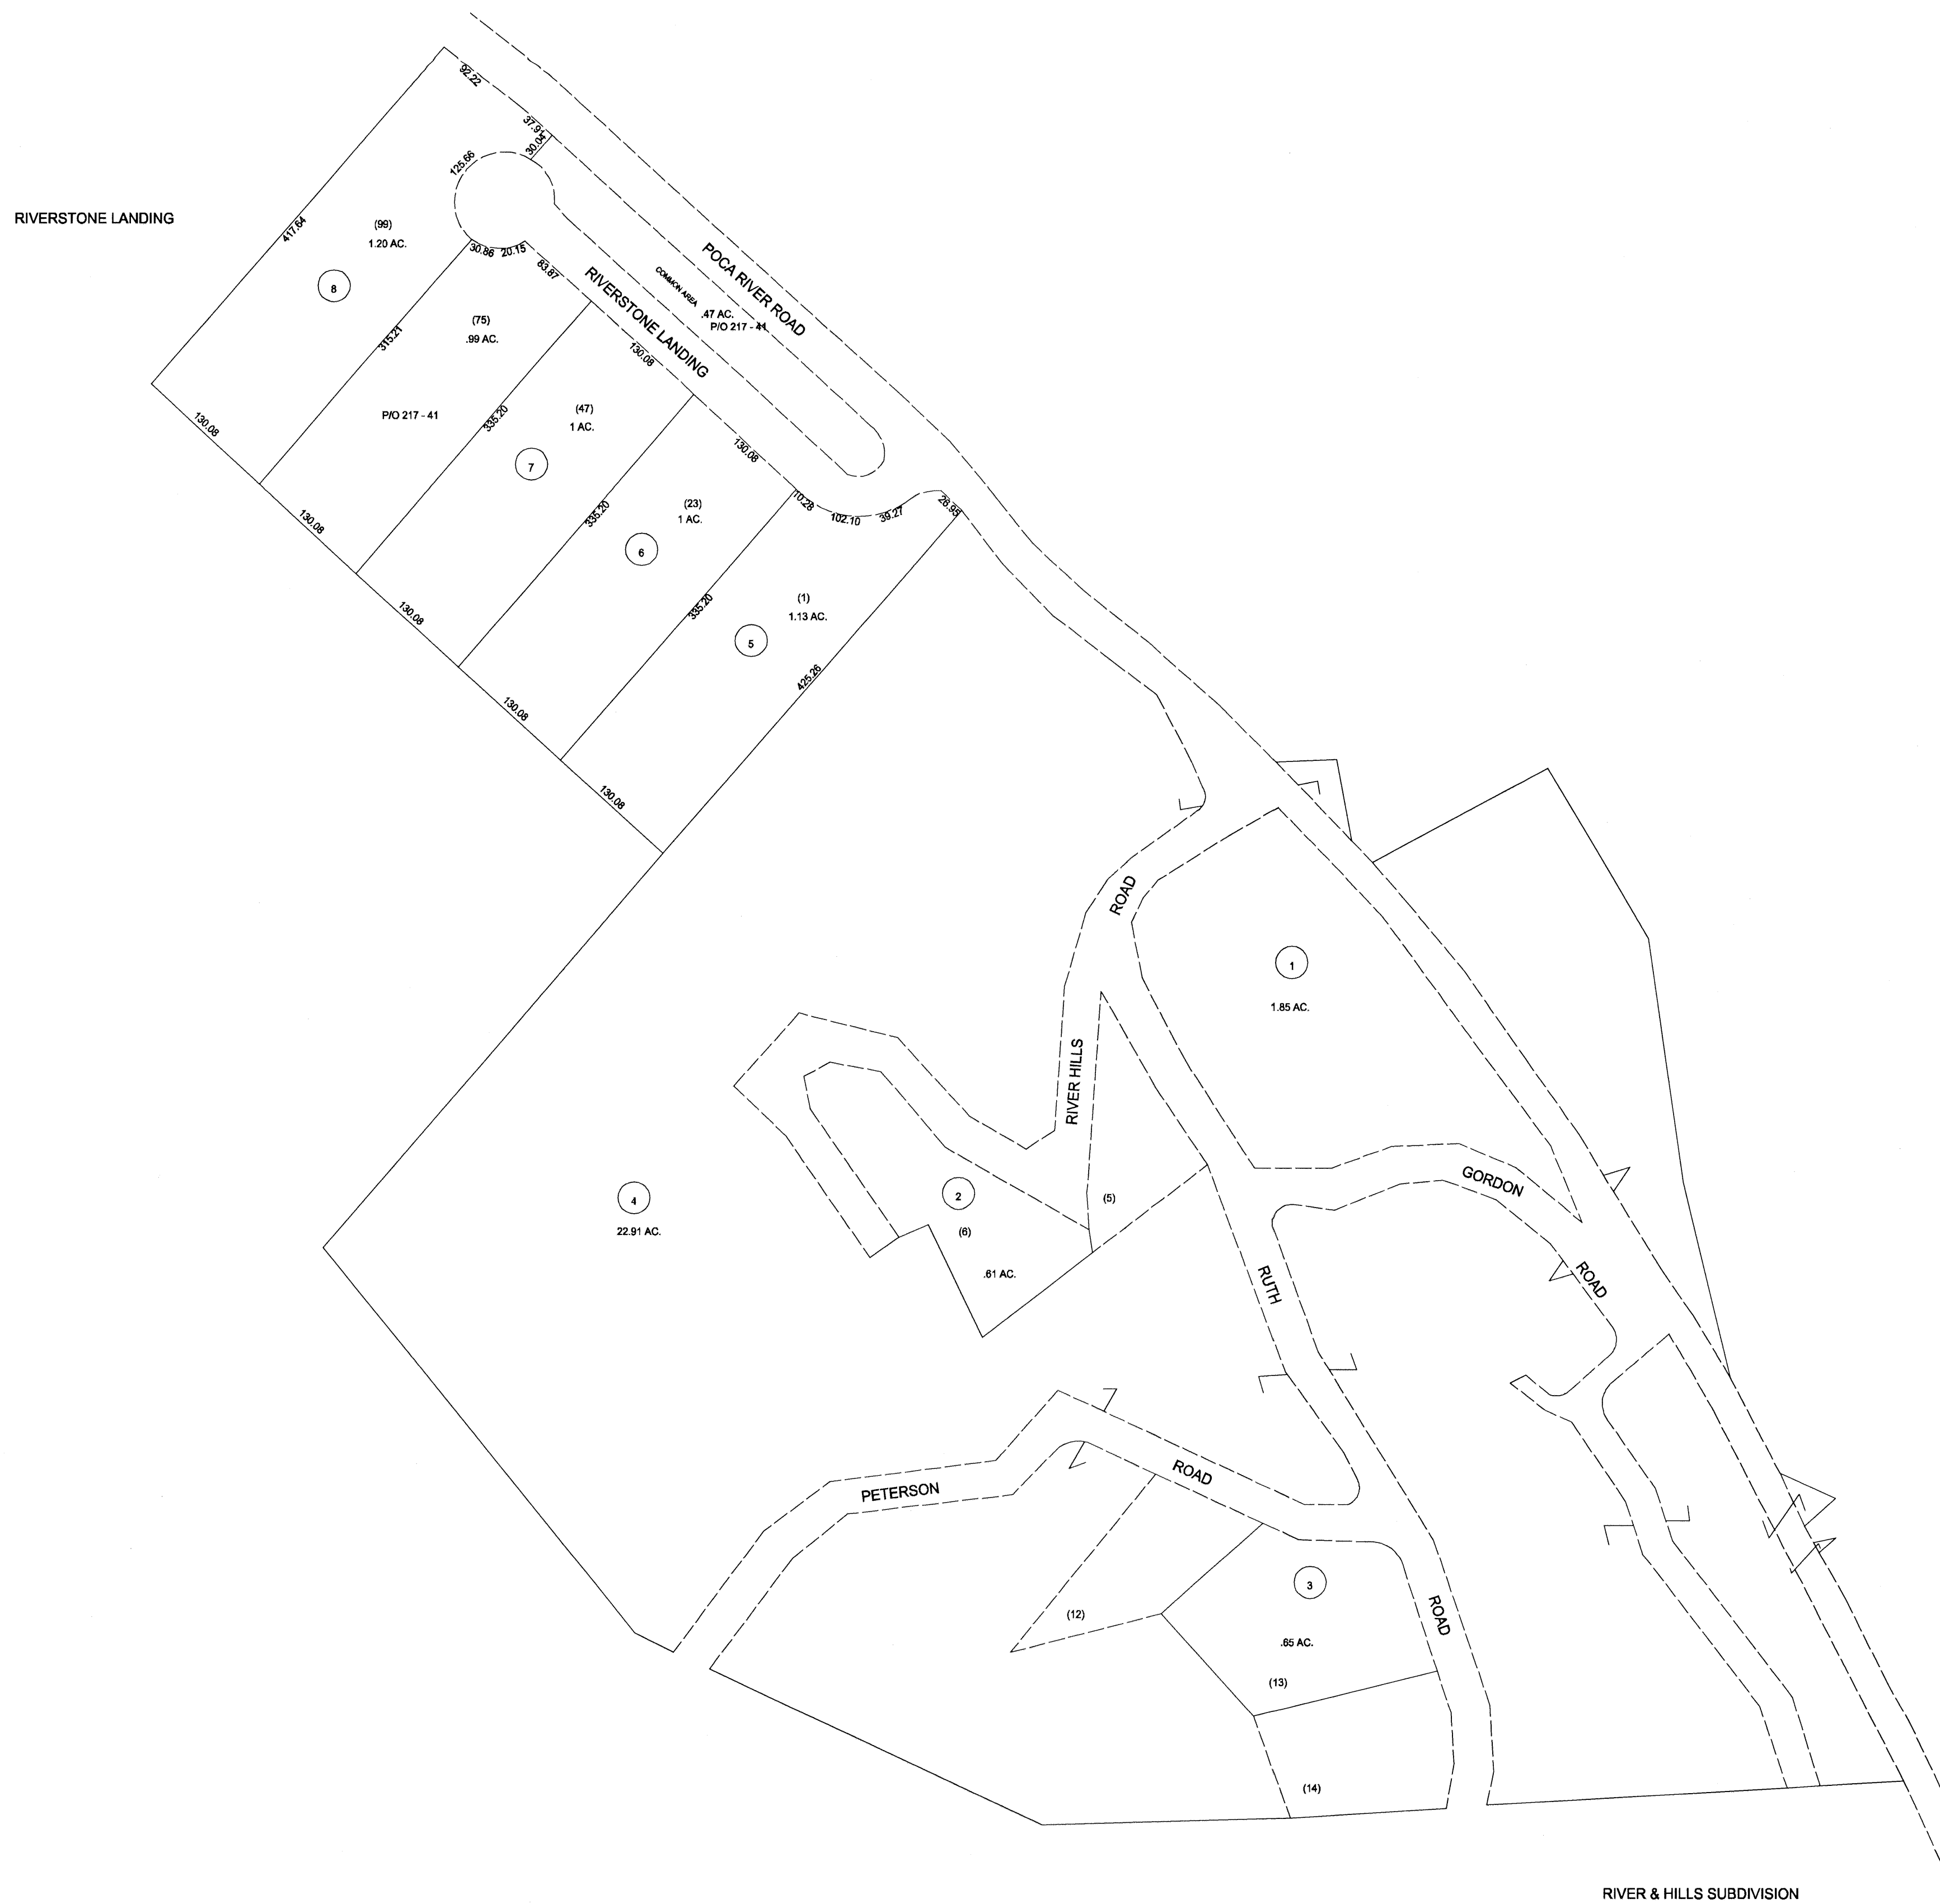 92.22
37.91
30.04
125.66
RIVERSTONE LANDING
417.64
(99)
1.20 AC.
8
30.86
20.15
83.87
POCA RIVER ROAD
COMMON AREA
.47 AC.
P/O 217 - 41
RIVERSTONE LANDING
(75)
.99 AC.
315.21
130.08
P/O 217 - 41
335.20
130.08
(47)
1 AC.
7
130.08
130.08
335.20
(23)
1 AC.
6
10.28
102.10
39.27
26.95
130.08
335.20
(1)
1.13 AC.
5
425.26
130.08
130.08
ROAD
1
1.85 AC.
RIVER HILLS
4
22.91 AC.
2
(6)
.61 AC.
(5)
GORDON
ROAD
RUTH
PETERSON
ROAD
(12)
3
.65 AC.
(13)
ROAD
(14)
RIVER & HILLS SUBDIVISION